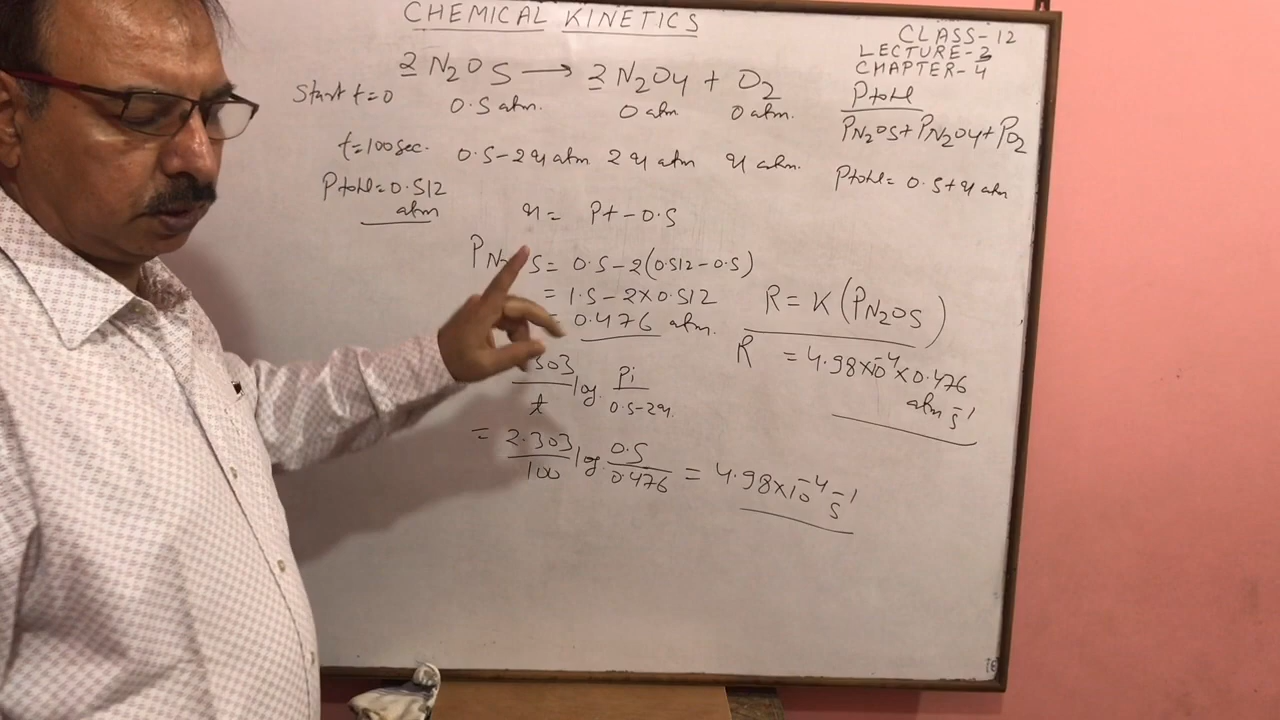 CHEMICAL KINETICS
CLASS-12
LECTURE-3
CHAPTER-4
2 N2O5 → 2 N2O4 + O2
Start t=0 0.5 atm. 0 atm 0 atm.
Ptotal
PN2O5+PN2O4+PO2
t=100sec. 0.5-2x atm 2x atm x atm.
Ptotal= 0.5+x atm
Ptotal=0.512
atm
x= Pt-0.5
PN2O5= 0.5-2(0.512-0.5)
= 1.5-2×0.512
= 0.476 atm.
R= K(PN2O5)
R = 4.98×10⁻⁴×0.476
atm s⁻¹
303/t log Pi/0.5-2x
= 2.303/100 log 0.5/0.476 = 4.98×10⁻⁴ s⁻¹